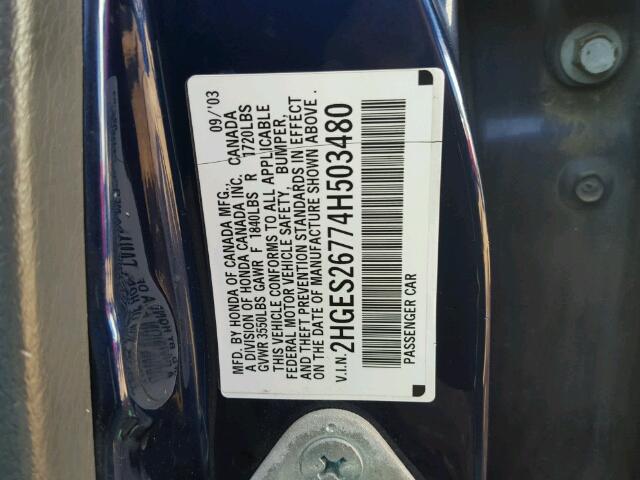 MFD. BY HONDA OF CANADA MFG. 09/'03
A DIVISION OF HONDA CANADA INC. CANADA
GVWR 3550LBS GAWR F 1840LBS R 1720LBS
THIS VEHICLE CONFORMS TO ALL APPLICABLE
FEDERAL MOTOR VEHICLE SAFETY, BUMPER,
AND THEFT PREVENTION STANDARDS IN EFFECT
ON THE DATE OF MANUFACTURE SHOWN ABOVE.
V.I.N. 2HGES26774H503480
PASSENGER CAR